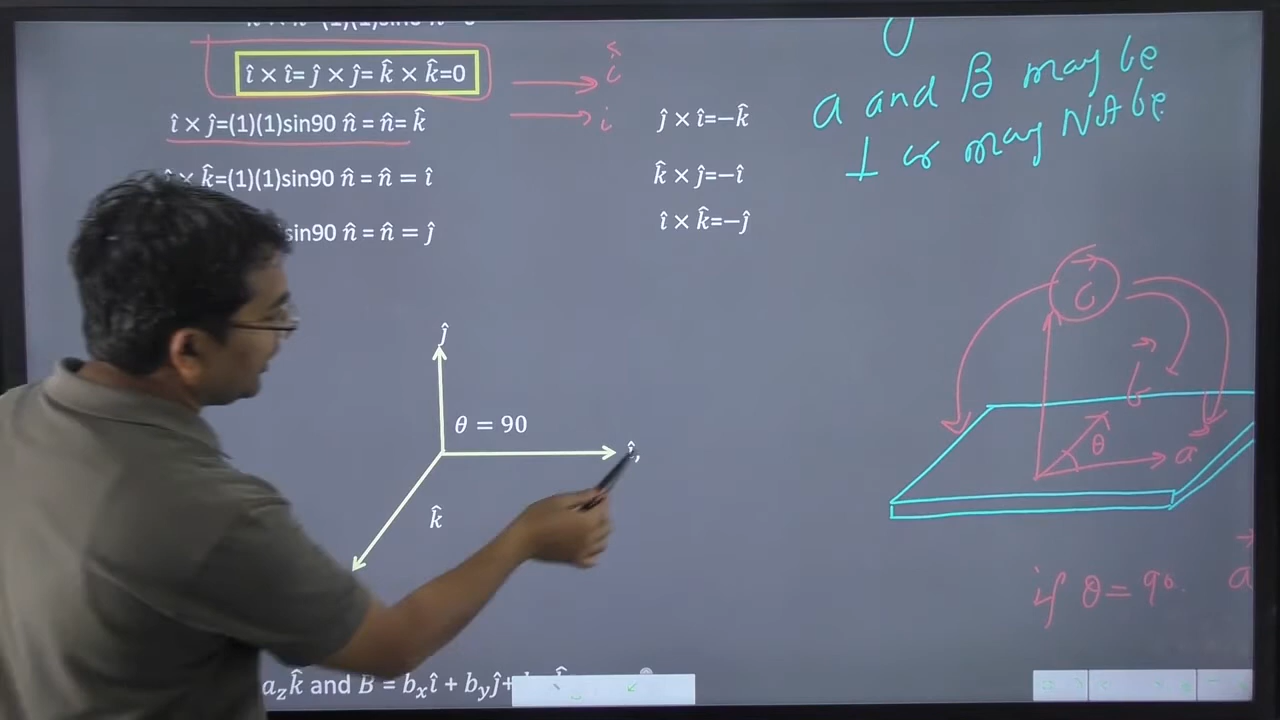 î × î= ĵ × ĵ= k̂ × k̂=0
î
i
î × ĵ=(1)(1)sin90 n̂ = n̂= k̂
ĵ × î=−k̂
× k̂=(1)(1)sin90 n̂ = n̂ = î
k̂ × ĵ=−î
sin90 n̂ = n̂ = ĵ
î × k̂=−ĵ
a and B may be
⊥ or may Not be
ĵ
θ = 90
î,
k̂
c
b
θ
a
if θ = 90
a
a_z k̂ and B = b_x î + b_y ĵ+